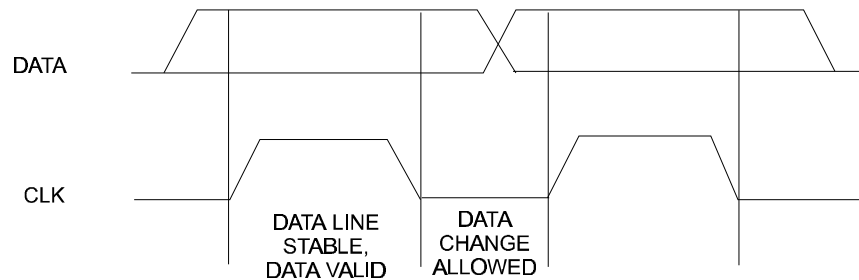 DATA
CLK
DATA LINE
STABLE,
DATA VALID
DATA
CHANGE
ALLOWED